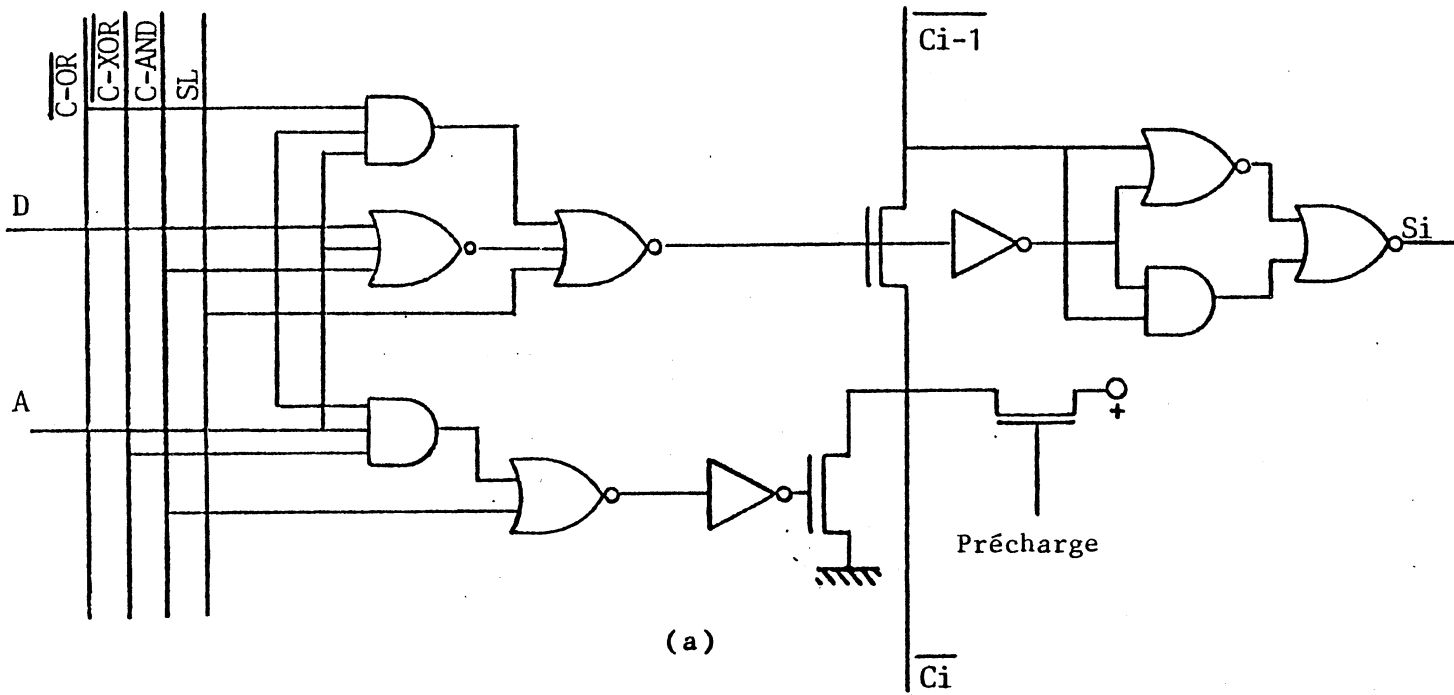 C-OR
C-XOR
C-AND
SL
Ci-1
D
Si
A
+
Précharge
(a)
Ci